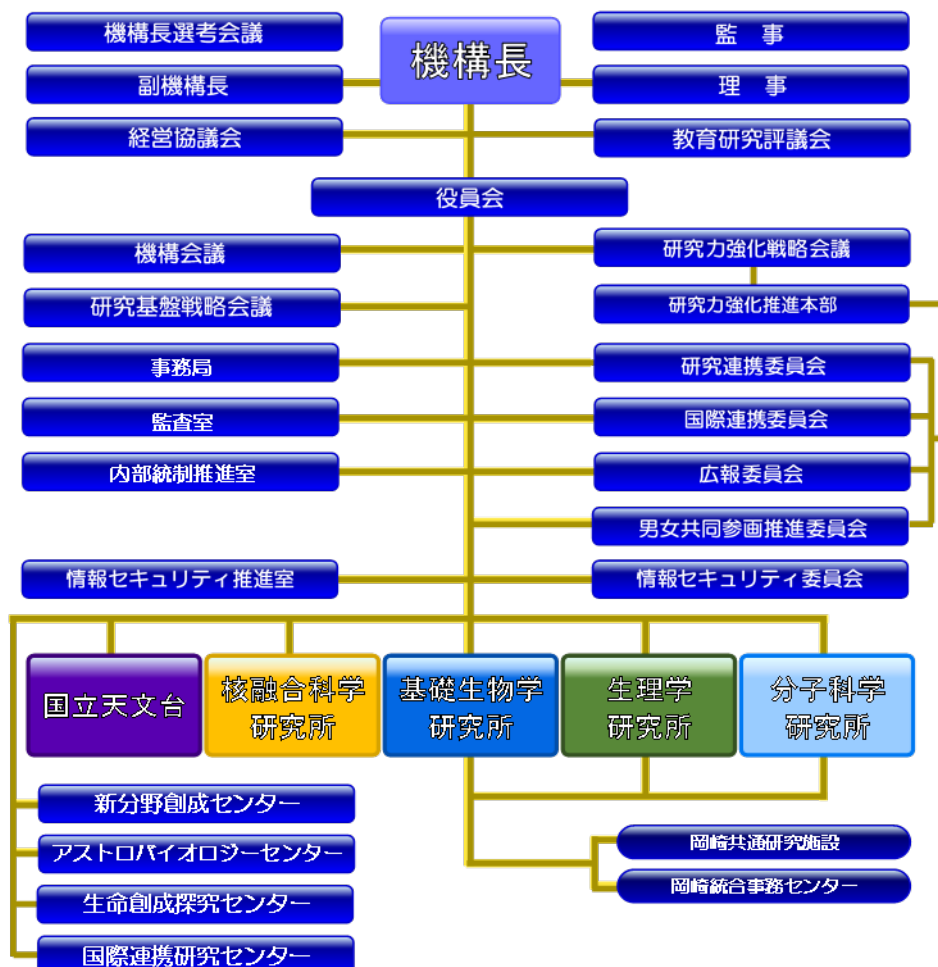 機構長選考会議
機構長
監 事
副機構長
理 事
経営協議会
教育研究評議会
役員会
機構会議
研究力強化戦略会議
研究基盤戦略会議
研究力強化推進本部
事務局
研究連携委員会
監査室
国際連携委員会
内部統制推進室
広報委員会
男女共同参画推進委員会
情報セキュリティ推進室
情報セキュリティ委員会
国立天文台
核融合科学
研究所
基礎生物学
研究所
生理学
研究所
分子科学
研究所
新分野創成センター
アストロバイオロジーセンター
生命創成探究センター
国際連携研究センター
岡崎共通研究施設
岡崎統合事務センター